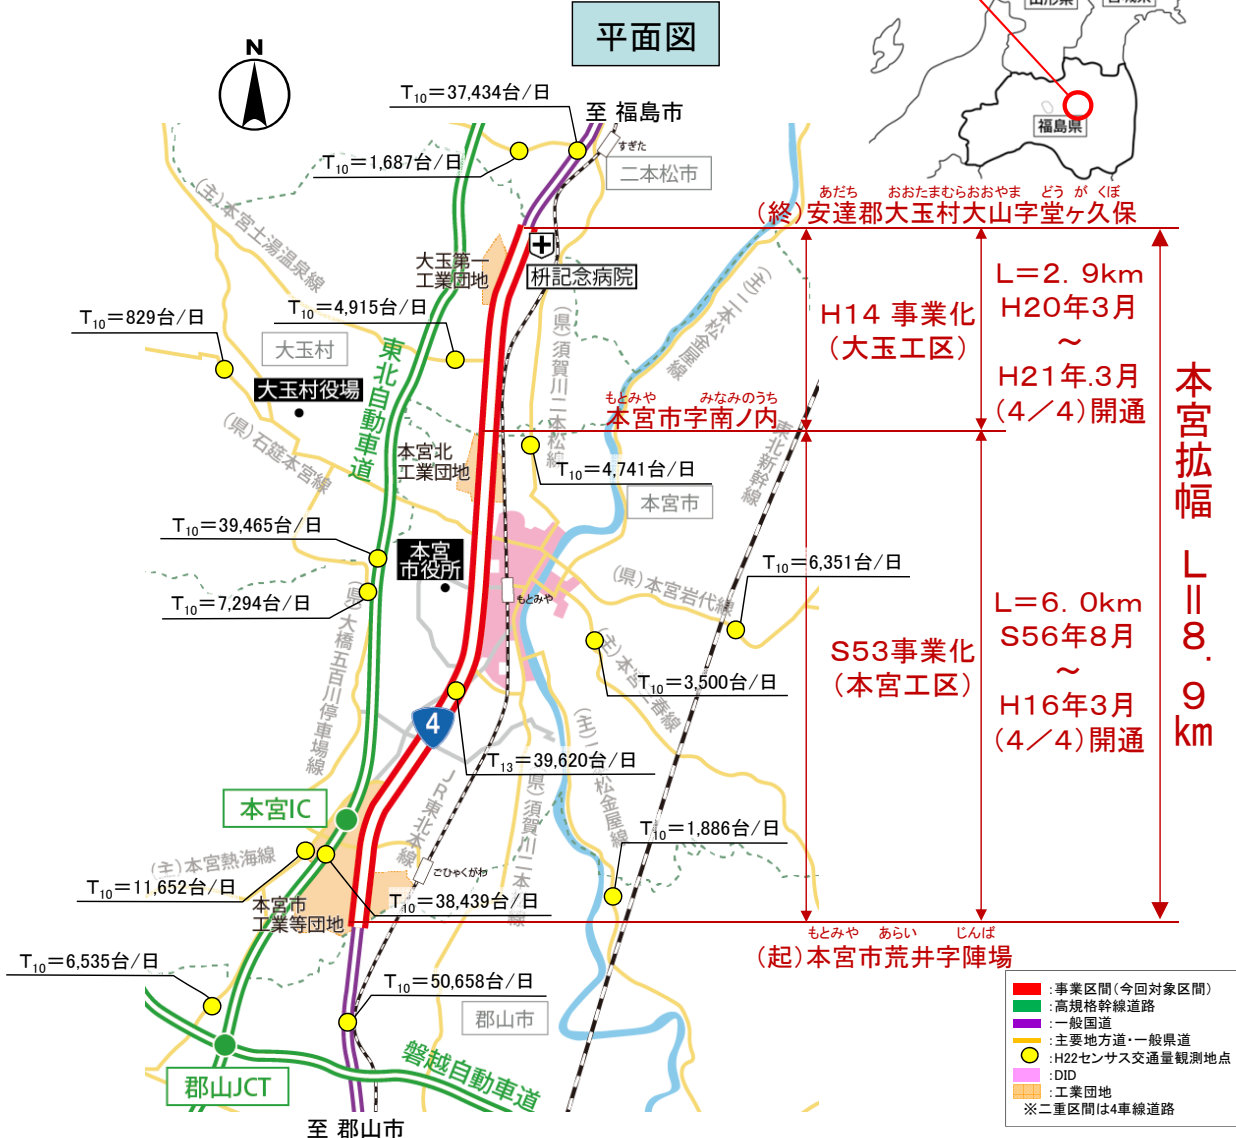 平面図
山形県
宮城県
福島県
N
T10=37,434台/日
至 福島市
すぎた
T10=1,687台/日
二本松市
(主)本宮土湯温泉線
あだち おおたまむらおおやま どう が くぼ
(終)安達郡大玉村大山字堂ヶ久保
大玉第一
工業団地
枡記念病院
(主)二本松金屋線
T10=4,915台/日
T10=829台/日
大玉村
東北自動車道
(県)須賀川二本松線
大玉村役場
H14 事業化
(大玉工区)
L=2. 9km
H20年3月
~
H21年.3月
(4/4)開通
もとみや みなみのうち
本宮市字南ノ内
(県)石筵本宮線
本宮北
工業団地
T10=4,741台/日
東北新幹線
本宮市
本宮拡幅 L=8.9km
T10=39,465台/日
本宮
市役所
T10=7,294台/日
もとみや
(県)本宮岩代線
T10=6,351台/日
(県)大橋五百川停車場線
(主)本宮三春線
T10=3,500台/日
S53事業化
(本宮工区)
L=6. 0km
S56年8月
~
H16年3月
(4/4)開通
4
T13=39,620台/日
(主)二本松金屋線
(県)須賀川二本松線
JR東北本線
本宮IC
T10=1,886台/日
(主)本宮熱海線
ごひゃくがわ
T10=11,652台/日
本宮市
工業等団地
T10=38,439台/日
もとみや あらい じんば
(起)本宮市荒井字陣場
T10=6,535台/日
T10=50,658台/日
郡山市
磐越自動車道
郡山JCT
至 郡山市
:事業区間(今回対象区間)
:高規格幹線道路
:一般国道
:主要地方道・一般県道
:H22センサス交通量観測地点
:DID
:工業団地
※二重区間は4車線道路